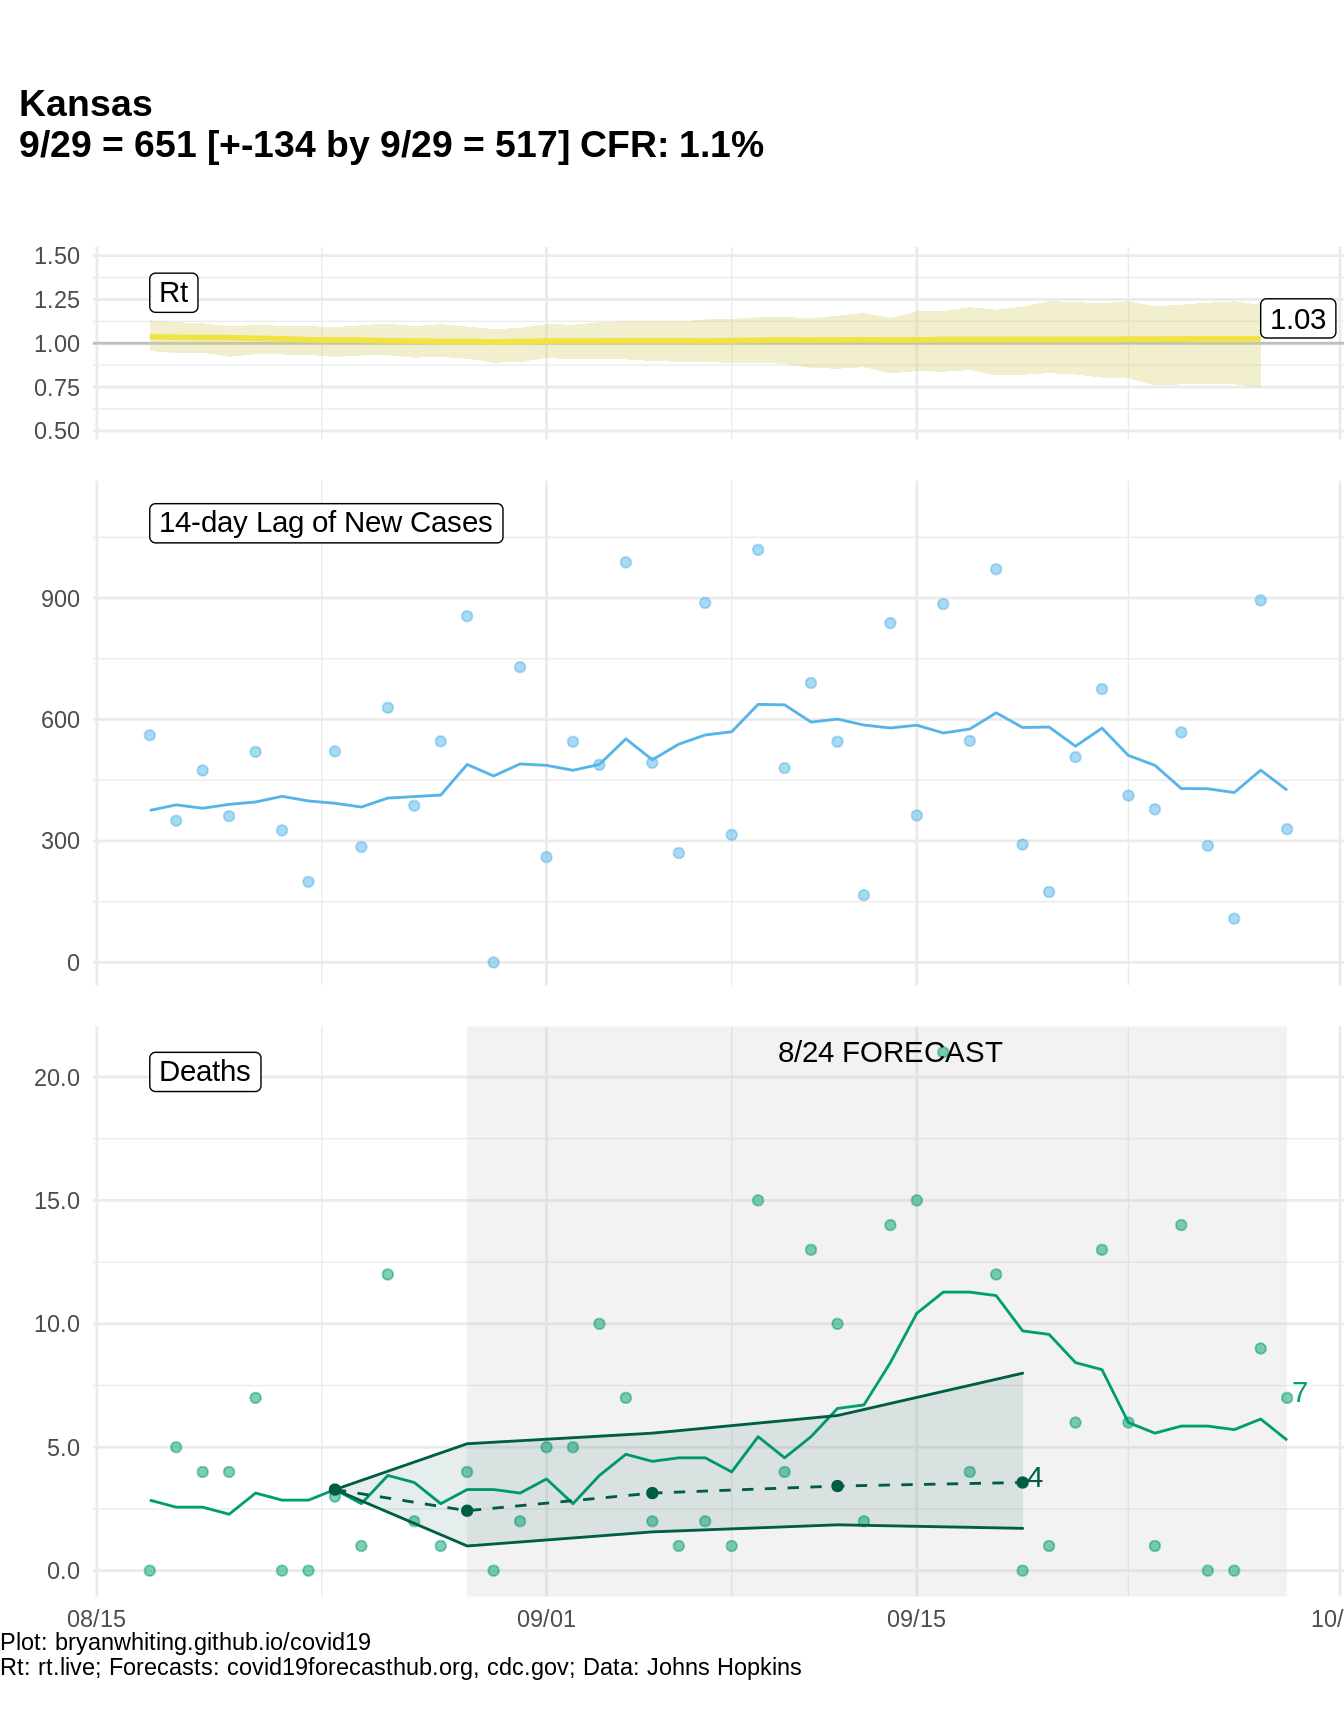 Kansas
9/29 = 651 [+-134 by 9/29 = 517] CFR: 1.1%
1.50
1.25
1.00
0.75
0.50
Rt
1.03
14-day Lag of New Cases
900
600
300
0
Deaths
8/24 FORECAST
20.0
15.0
10.0
5.0
0.0
7
4
08/15
09/01
09/15
10/
Plot: bryanwhiting.github.io/covid19
Rt: rt.live; Forecasts: covid19forecasthub.org, cdc.gov; Data: Johns Hopkins